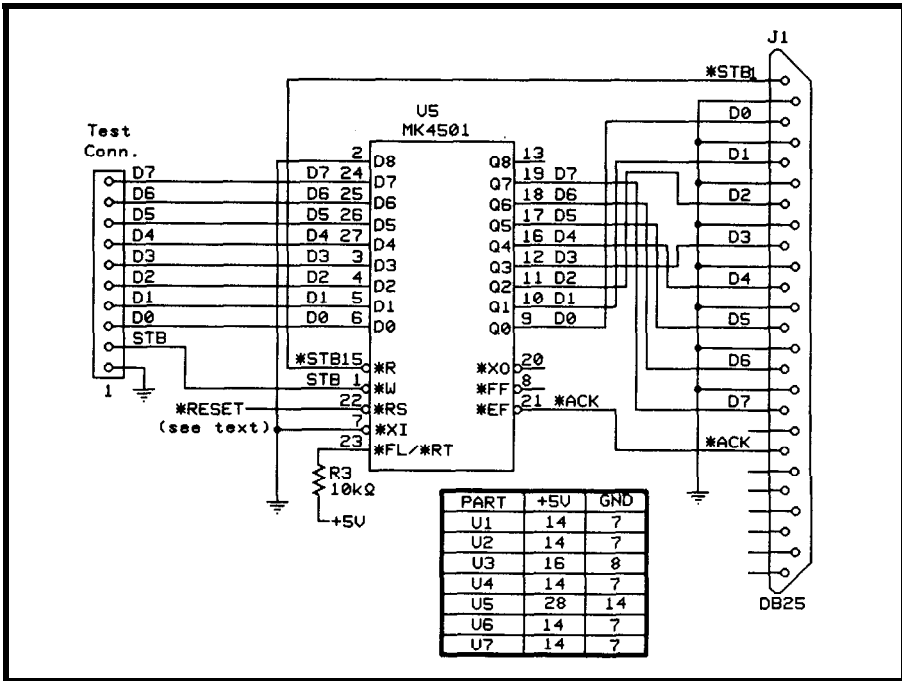 J1
*STB 1
U5
MK4501
Test
Conn.
D0
D1
D2
D3
D4
D5
D6
D7
*ACK
D7
D6
D5
D4
D3
D2
D1
D0
STB
1
2 D8
D7 24 D7
D6 25 D6
D5 26 D5
D4 27 D4
D3 3 D3
D2 4 D2
D1 5 D1
D0 6 D0
*STB 15 *R
STB 1 *W
*RESET 22 *RS
(see text)
7 *XI
23 *FL/*RT
R3
10kΩ
+5V
Q8 13
Q7 19 D7
Q6 18 D6
Q5 17 D5
Q4 16 D4
Q3 12 D3
Q2 11 D2
Q1 10 D1
Q0 9 D0
*XO 20
*FF 8
*EF 21 *ACK
PART +5V GND
U1 14 7
U2 14 7
U3 16 8
U4 14 7
U5 28 14
U6 14 7
U7 14 7
DB25